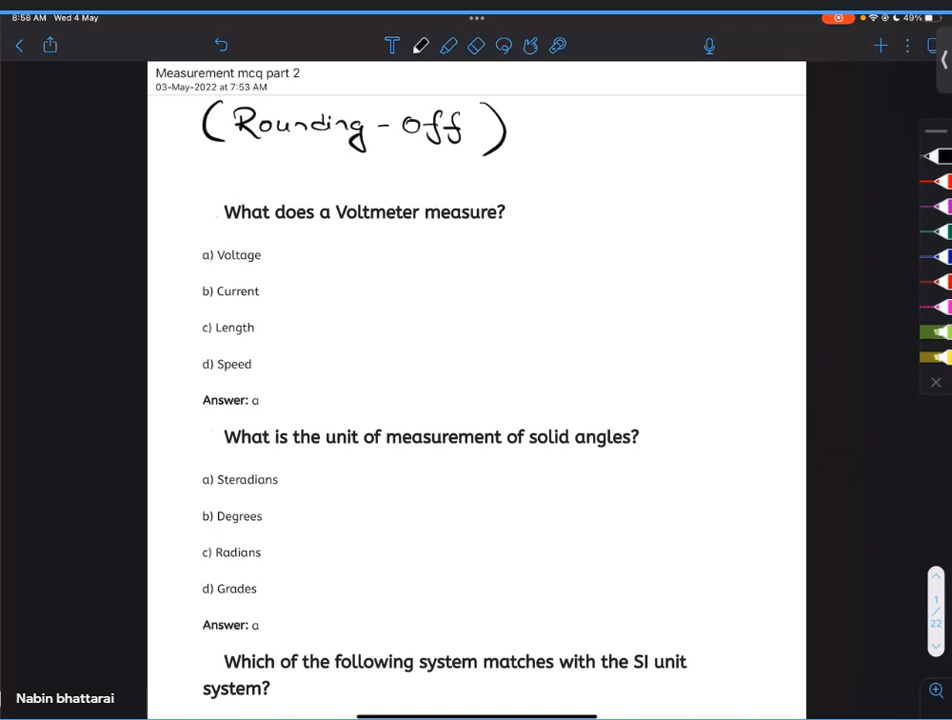 8:58 AM Wed 4 May
49%
Measurement mcq part 2
03-May-2022 at 7:53 AM
(Rounding - Off)
What does a Voltmeter measure?
a) Voltage
b) Current
c) Length
d) Speed
Answer: a
What is the unit of measurement of solid angles?
a) Steradians
b) Degrees
c) Radians
d) Grades
Answer: a
Which of the following system matches with the SI unit
system?
1
/
22
Nabin bhattarai